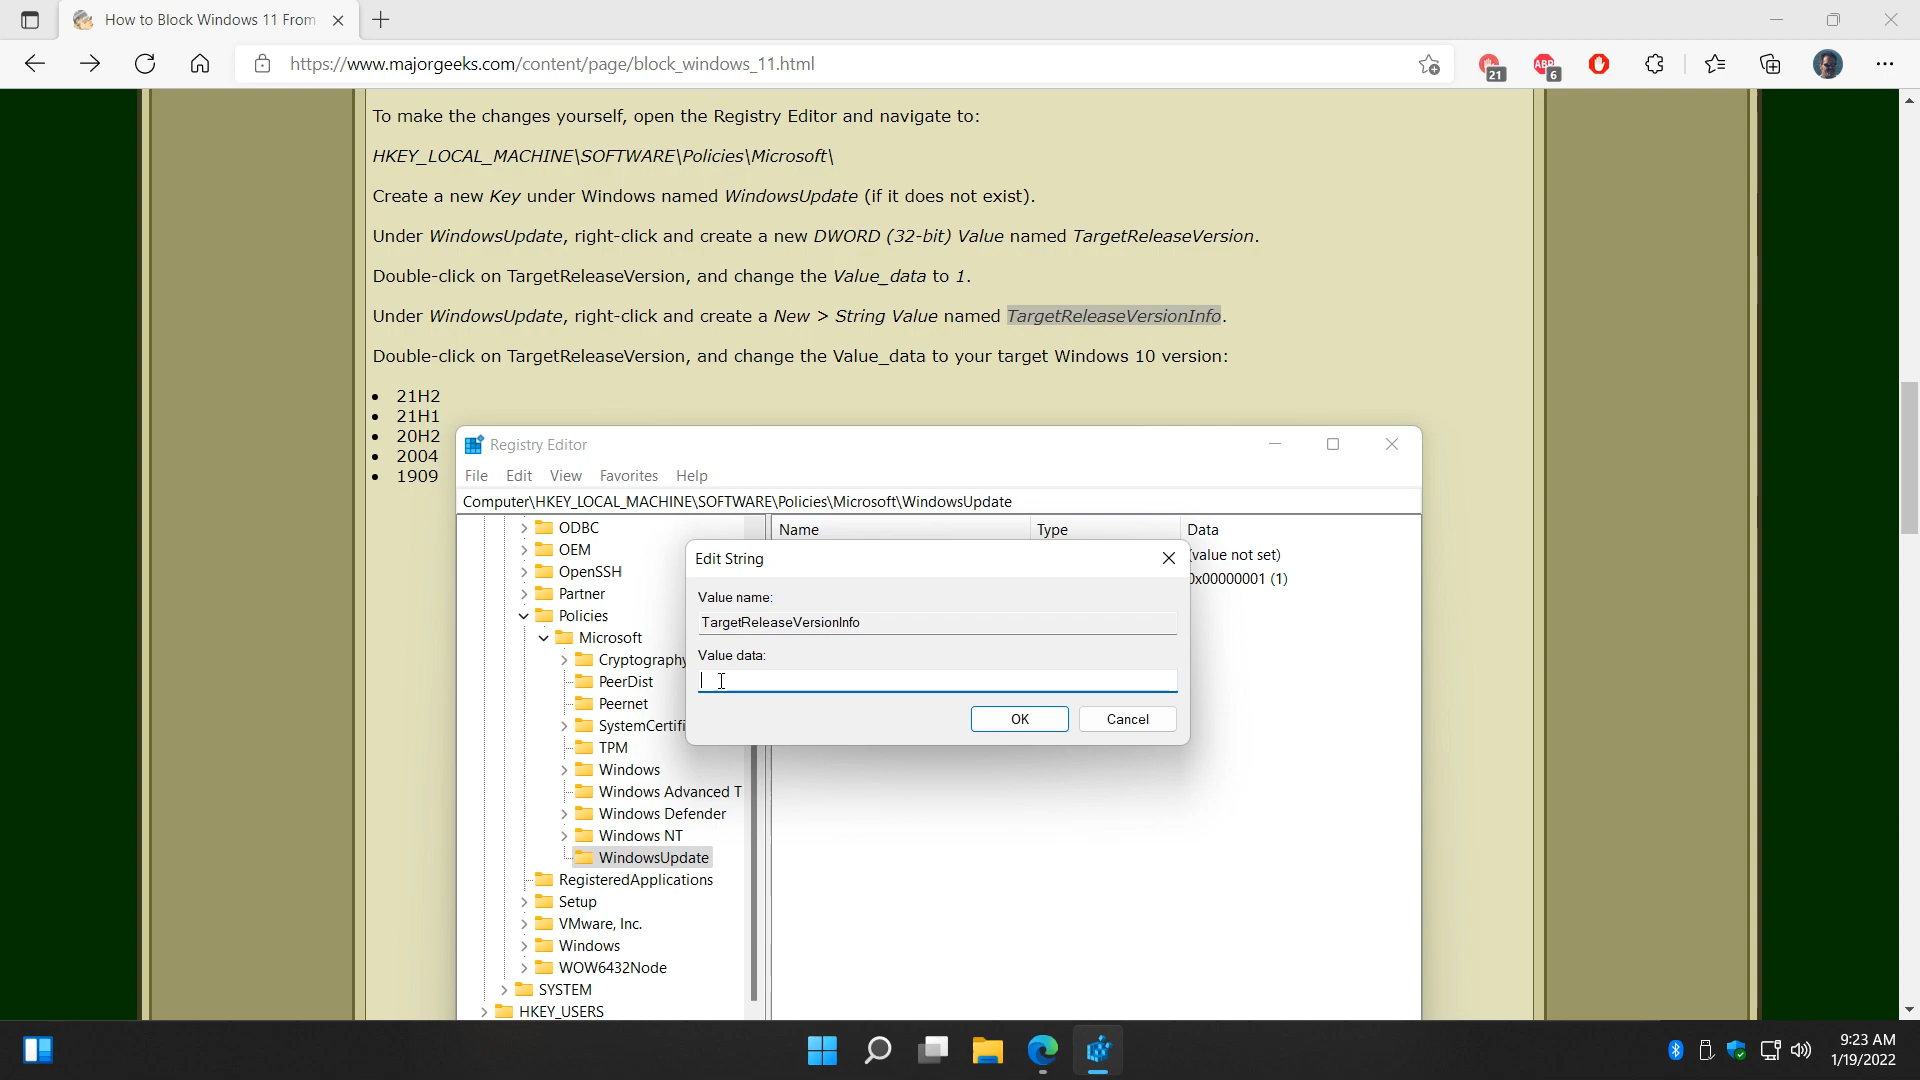 How to Block Windows 11 From
https://www.majorgeeks.com/content/page/block_windows_11.html
21
ABP
6
To make the changes yourself, open the Registry Editor and navigate to:
HKEY_LOCAL_MACHINE\SOFTWARE\Policies\Microsoft\
Create a new Key under Windows named WindowsUpdate (if it does not exist).
Under WindowsUpdate, right-click and create a new DWORD (32-bit) Value named TargetReleaseVersion.
Double-click on TargetReleaseVersion, and change the Value_data to 1.
Under WindowsUpdate, right-click and create a New > String Value named TargetReleaseVersionInfo.
Double-click on TargetReleaseVersion, and change the Value_data to your target Windows 10 version:
• 21H2
• 21H1
• 20H2
• 2004
• 1909
Registry Editor
File Edit View Favorites Help
Computer\HKEY_LOCAL_MACHINE\SOFTWARE\Policies\Microsoft\WindowsUpdate
Name Type Data
(value not set)
0x00000001 (1)
ODBC
OEM
OpenSSH
Partner
Policies
Microsoft
Cryptography
PeerDist
Peernet
SystemCertifi
TPM
Windows
Windows Advanced T
Windows Defender
Windows NT
WindowsUpdate
RegisteredApplications
Setup
VMware, Inc.
Windows
WOW6432Node
SYSTEM
HKEY_USERS
Edit String
Value name:
TargetReleaseVersionInfo
Value data:
OK Cancel
9:23 AM
1/19/2022